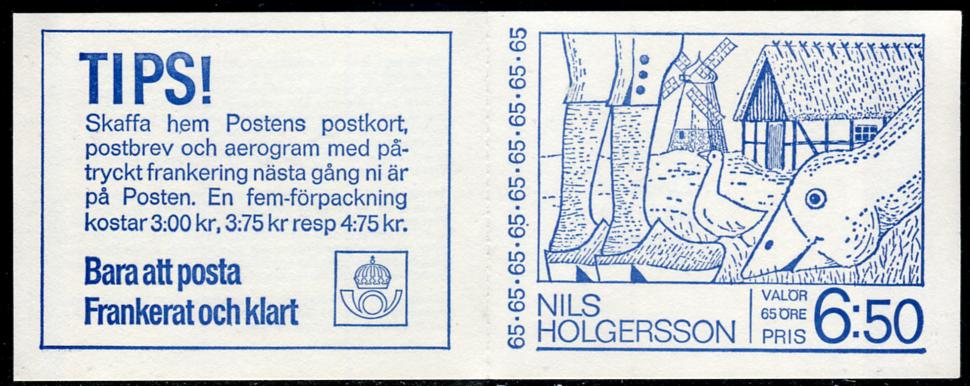 TIPS!
Skaffa hem Postens postkort,
postbrev och aerogram med på-
tryckt frankering nästa gång ni är
på Posten. En fem-förpackning
kostar 3:00 kr, 3:75 kr resp 4:75 kr.
Bara att posta
Frankerat och klart
65·65·65·65·65·65·65·65·65
NILS
HOLGERSSON
VALÖR
65 ÖRE
PRIS 6:50